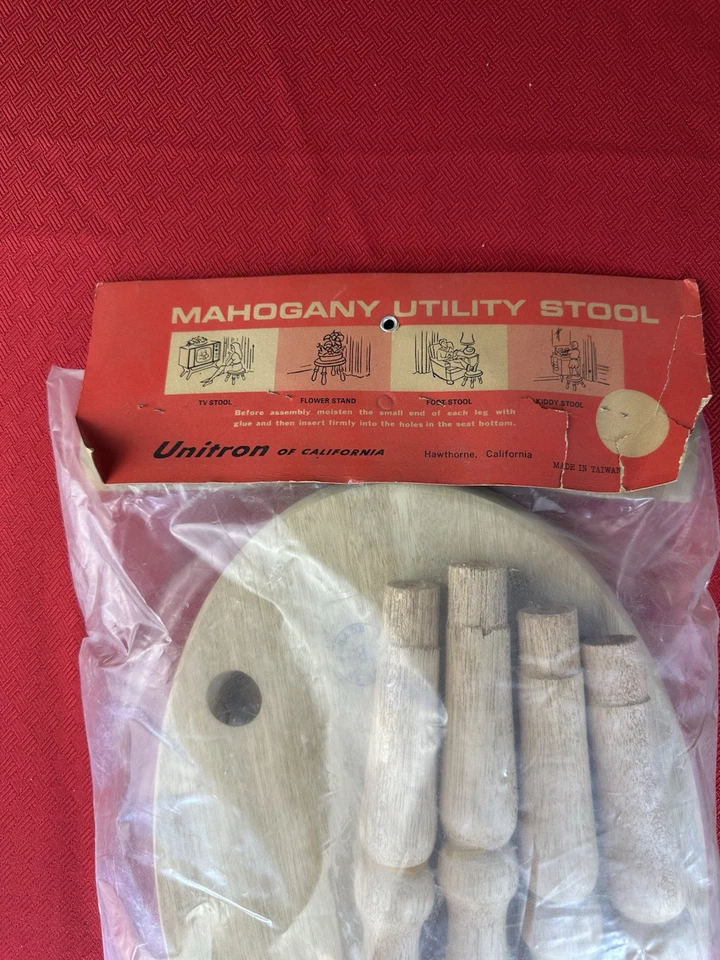 MAHOGANY UTILITY STOOL
TV STOOL FLOWER STAND FOOT STOOL KIDDY STOOL
Before assembly moisten the small end of each leg with
glue and then insert firmly into the holes in the seat bottom.
Unitron OF CALIFORNIA Hawthorne, California
MADE IN TAIWAN